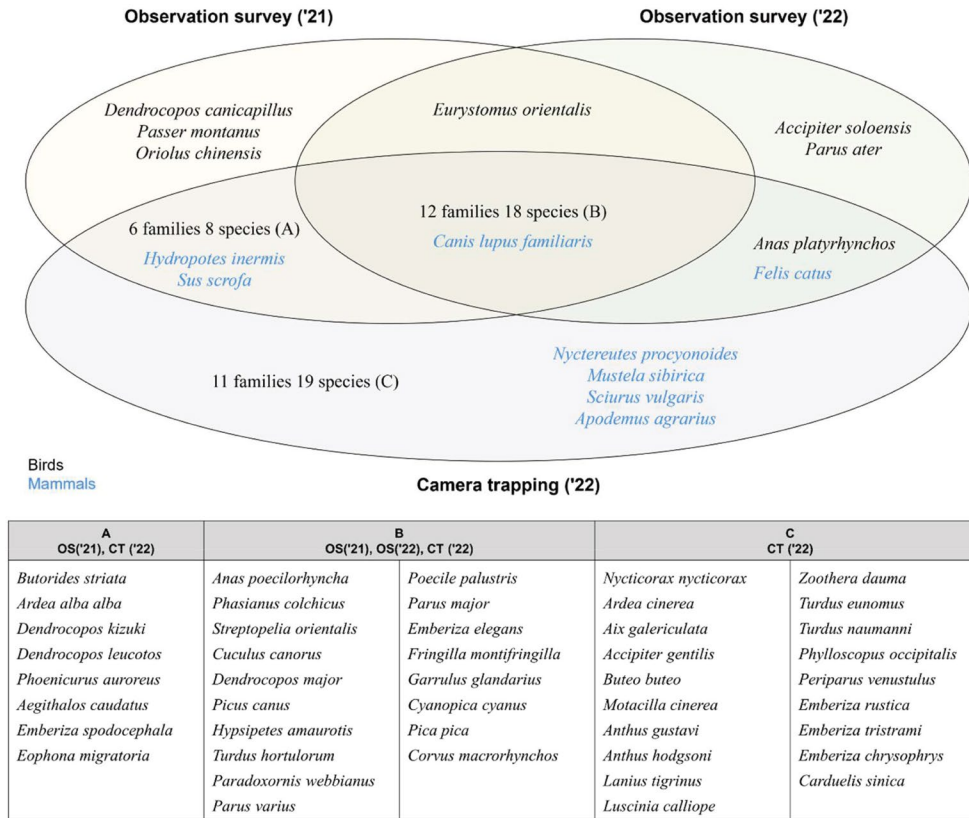 Observation survey ('21)
Observation survey ('22)
Dendrocopos canicapillus
Passer montanus
Oriolus chinensis
Eurystomus orientalis
Accipiter soloensis
Parus ater
6 families 8 species (A)
Hydropotes inermis
Sus scrofa
12 families 18 species (B)
Canis lupus familiaris
Anas platyrhynchos
Felis catus
11 families 19 species (C)
Nyctereutes procyonoides
Mustela sibirica
Sciurus vulgaris
Apodemus agrarius
Birds
Mammals
Camera trapping ('22)
A
OS('21), CT ('22)
Butorides striata
Ardea alba alba
Dendrocopos kizuki
Dendrocopos leucotos
Phoenicurus auroreus
Aegithalos caudatus
Emberiza spodocephala
Eophona migratoria
B
OS('21), OS('22), CT ('22)
Anas poecilorhyncha
Phasianus colchicus
Streptopelia orientalis
Cuculus canorus
Dendrocopos major
Picus canus
Hypsipetes amaurotis
Turdus hortulorum
Paradoxornis webbianus
Parus varius
Poecile palustris
Parus major
Emberiza elegans
Fringilla montifringilla
Garrulus glandarius
Cyanopica cyanus
Pica pica
Corvus macrorhynchos
C
CT ('22)
Nycticorax nycticorax
Ardea cinerea
Aix galericulata
Accipiter gentilis
Buteo buteo
Motacilla cinerea
Anthus gustavi
Anthus hodgsoni
Lanius tigrinus
Luscinia calliope
Zoothera dauma
Turdus eunomus
Turdus naumanni
Phylloscopus occipitalis
Periparus venustulus
Emberiza rustica
Emberiza tristrami
Emberiza chrysophrys
Carduelis sinica